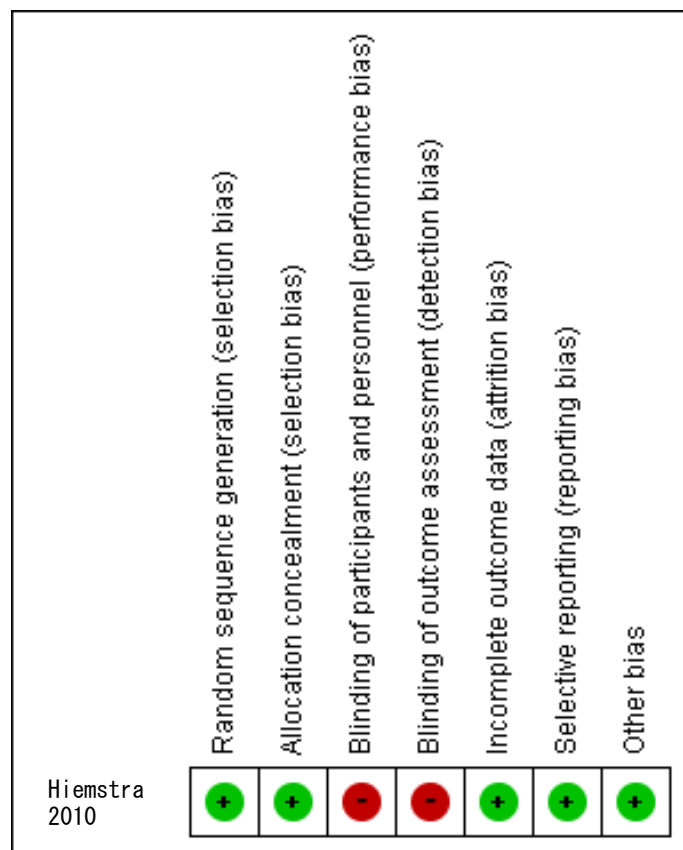 Random sequence generation (selection bias)
Allocation concealment (selection bias)
Blinding of participants and personnel (performance bias)
Blinding of outcome assessment (detection bias)
Incomplete outcome data (attrition bias)
Selective reporting (reporting bias)
Other bias
Hiemstra
2010
+ + - - + + +